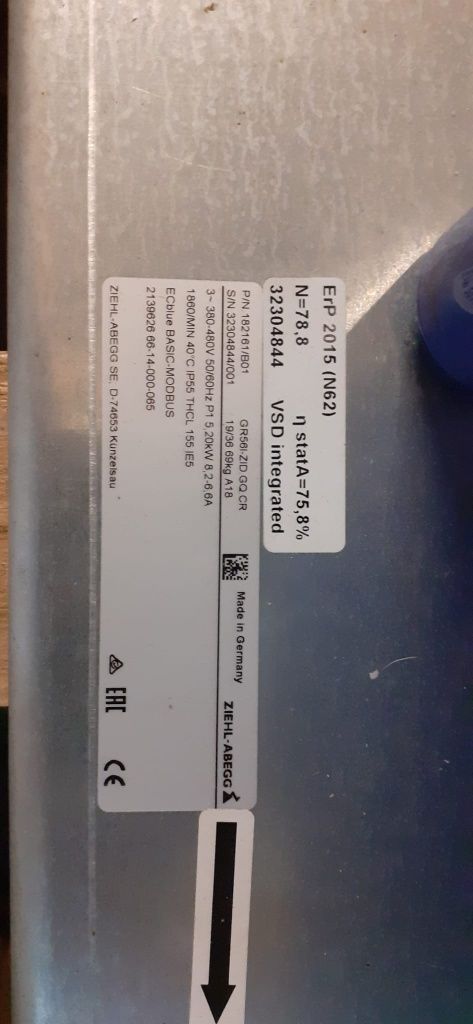 ErP 2015 (N62)
N=78,8 η statA=75,8%
32304844 VSD integrated
P/N 182161/B01 GR56I-ZID.GQ.CR Made in Germany ZIEHL-ABEGG
S/N 32304844/001 19/36 69kg A18
3~ 380-480V 50/60Hz P1 5,20kW 8,2-6,6A
1860/MIN 40°C IP55 THCL 155 IE5
ECblue BASIC-MODBUS
2139626 66-14-000-065
ZIEHL-ABEGG SE, D-74653 Künzelsau
EAC CE